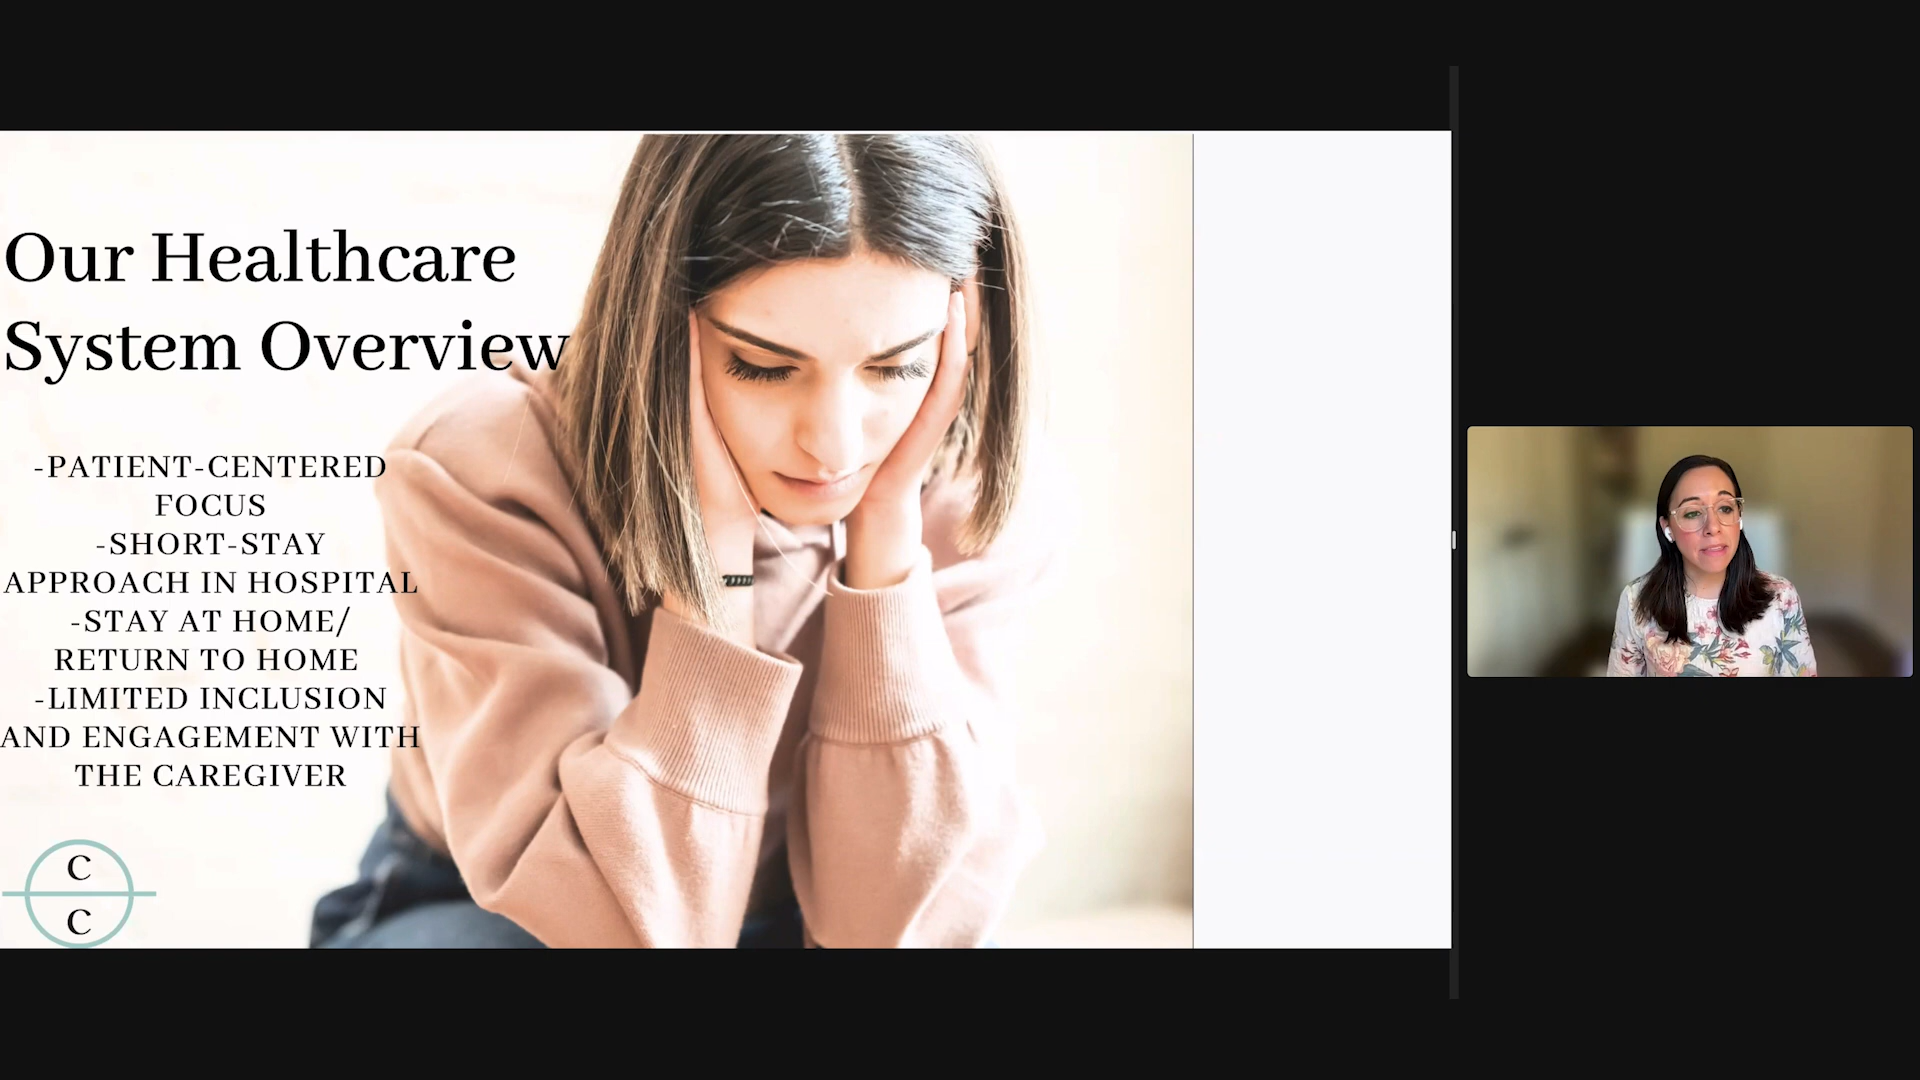 Our Healthcare
System Overview
-PATIENT-CENTERED
FOCUS
-SHORT-STAY
APPROACH IN HOSPITAL
-STAY AT HOME/
RETURN TO HOME
-LIMITED INCLUSION
AND ENGAGEMENT WITH
THE CAREGIVER
C
C